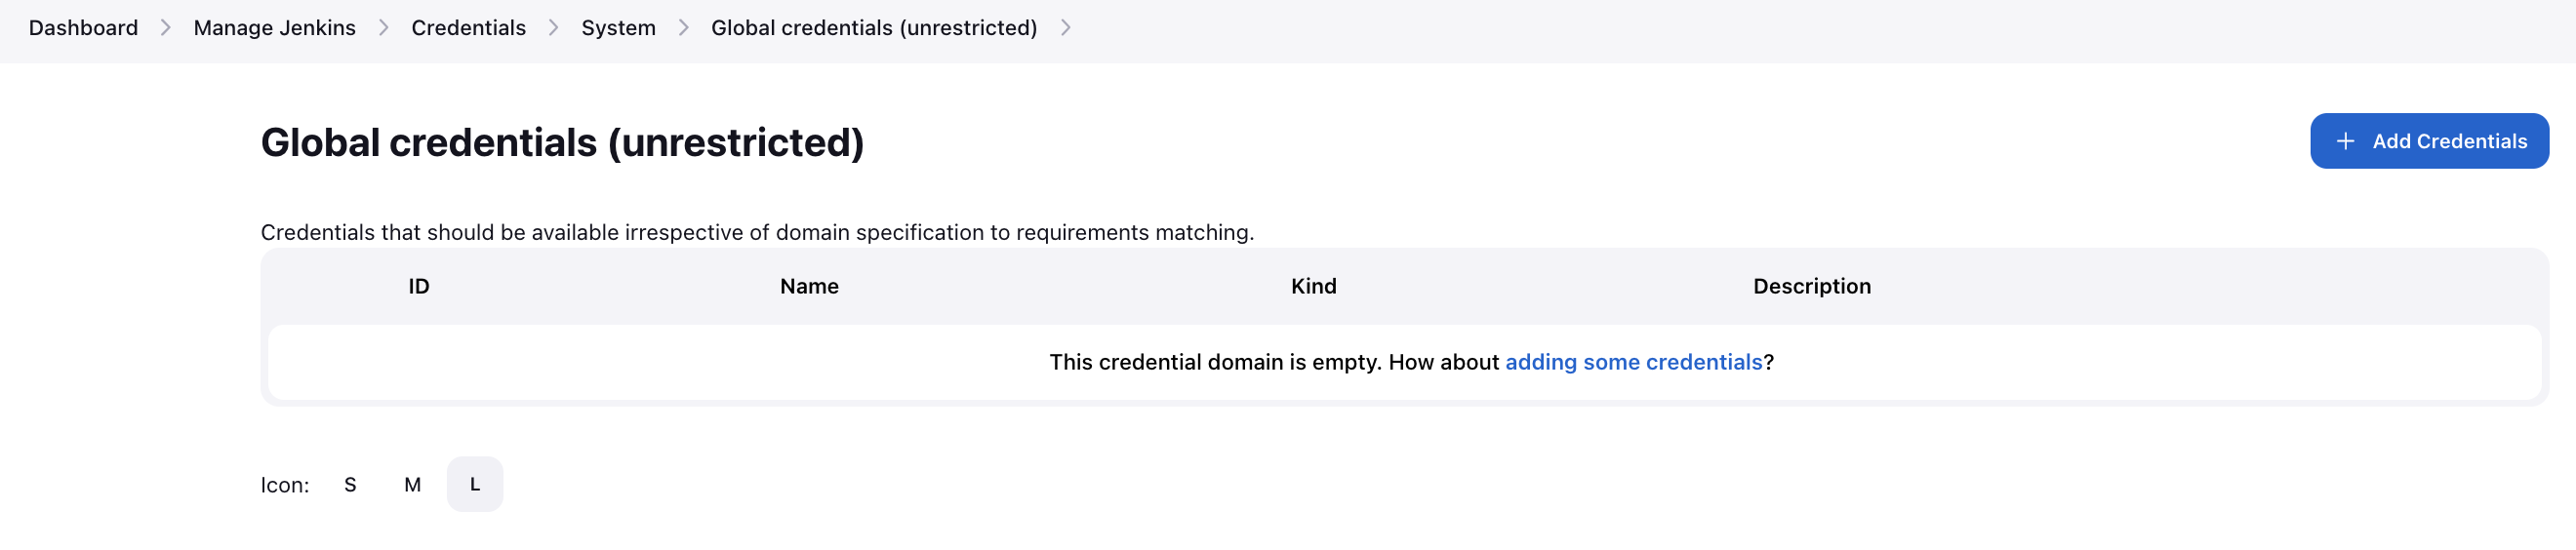 Dashboard > Manage Jenkins > Credentials > System > Global credentials (unrestricted) >
Global credentials (unrestricted)
+ Add Credentials
Credentials that should be available irrespective of domain specification to requirements matching.
ID Name Kind Description
This credential domain is empty. How about adding some credentials?
Icon: S M L